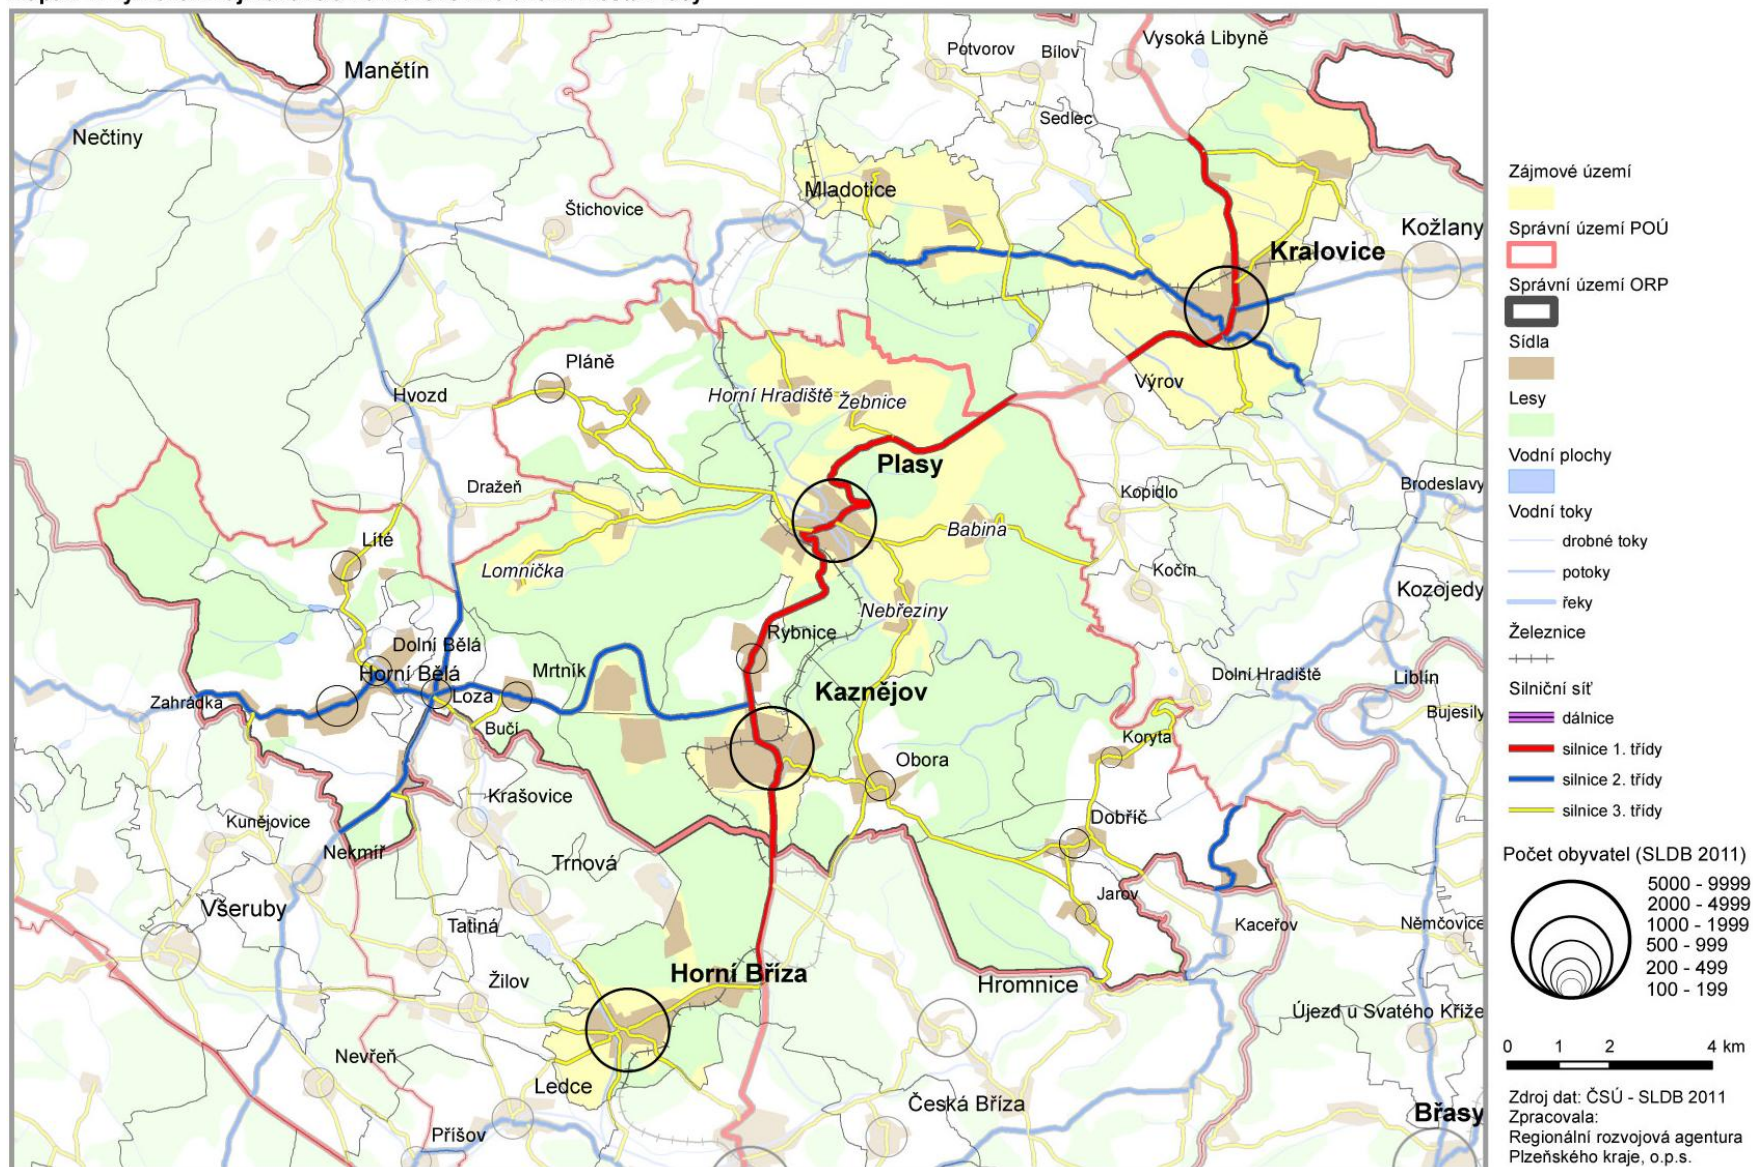 Manětín
Nečtiny
Potvorov
Bílov
Vysoká Libyně
Sedlec
Mladotice
Štichovice
Kralovice
Kožlany
Pláně
Hvozd
Horní Hradiště
Žebnice
Výrov
Plasy
Dražeň
Kopidlo
Brodeslavy
Líté
Lomnička
Babina
Kočín
Kozojedy
Nebřeziny
Rybnice
Dolní Bělá
Horní Bělá
Mrtník
Loza
Zahrádka
Bučí
Kaznějov
Dolní Hradiště
Liblín
Bujesily
Koryta
Obora
Krašovice
Kunějovice
Dobříč
Nekmíř
Trnová
Jarov
Všeruby
Tatiná
Kaceřov
Němčovice
Žilov
Horní Bříza
Hromnice
Újezd u Svatého Kříže
Nevřeň
Ledce
Česká Bříza
Příšov
Břasy
Zájmové území
Správní území POÚ
Správní území ORP
Sídla
Lesy
Vodní plochy
Vodní toky
drobné toky
potoky
řeky
Železnice
Silniční síť
dálnice
silnice 1. třídy
silnice 2. třídy
silnice 3. třídy
Počet obyvatel (SLDB 2011)
5000 - 9999
2000 - 4999
1000 - 1999
500 - 999
200 - 499
100 - 199
0 1 2 4 km
Zdroj dat: ČSÚ - SLDB 2011
Zpracovala:
Regionální rozvojová agentura
Plzeňského kraje, o.p.s.